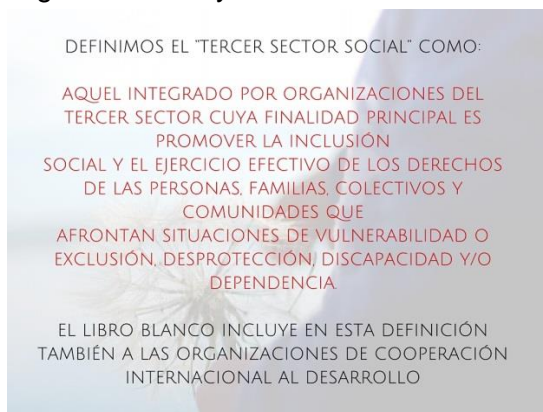 DEFINIMOS EL "TERCER SECTOR SOCIAL" COMO:
AQUEL INTEGRADO POR ORGANIZACIONES DEL
TERCER SECTOR CUYA FINALIDAD PRINCIPAL ES
PROMOVER LA INCLUSIÓN
SOCIAL Y EL EJERCICIO EFECTIVO DE LOS DERECHOS
DE LAS PERSONAS, FAMILIAS, COLECTIVOS Y
COMUNIDADES QUE
AFRONTAN SITUACIONES DE VULNERABILIDAD O
EXCLUSIÓN, DESPROTECCIÓN, DISCAPACIDAD Y/O
DEPENDENCIA.
EL LIBRO BLANCO INCLUYE EN ESTA DEFINICIÓN
TAMBIÉN A LAS ORGANIZACIONES DE COOPERACIÓN
INTERNACIONAL AL DESARROLLO